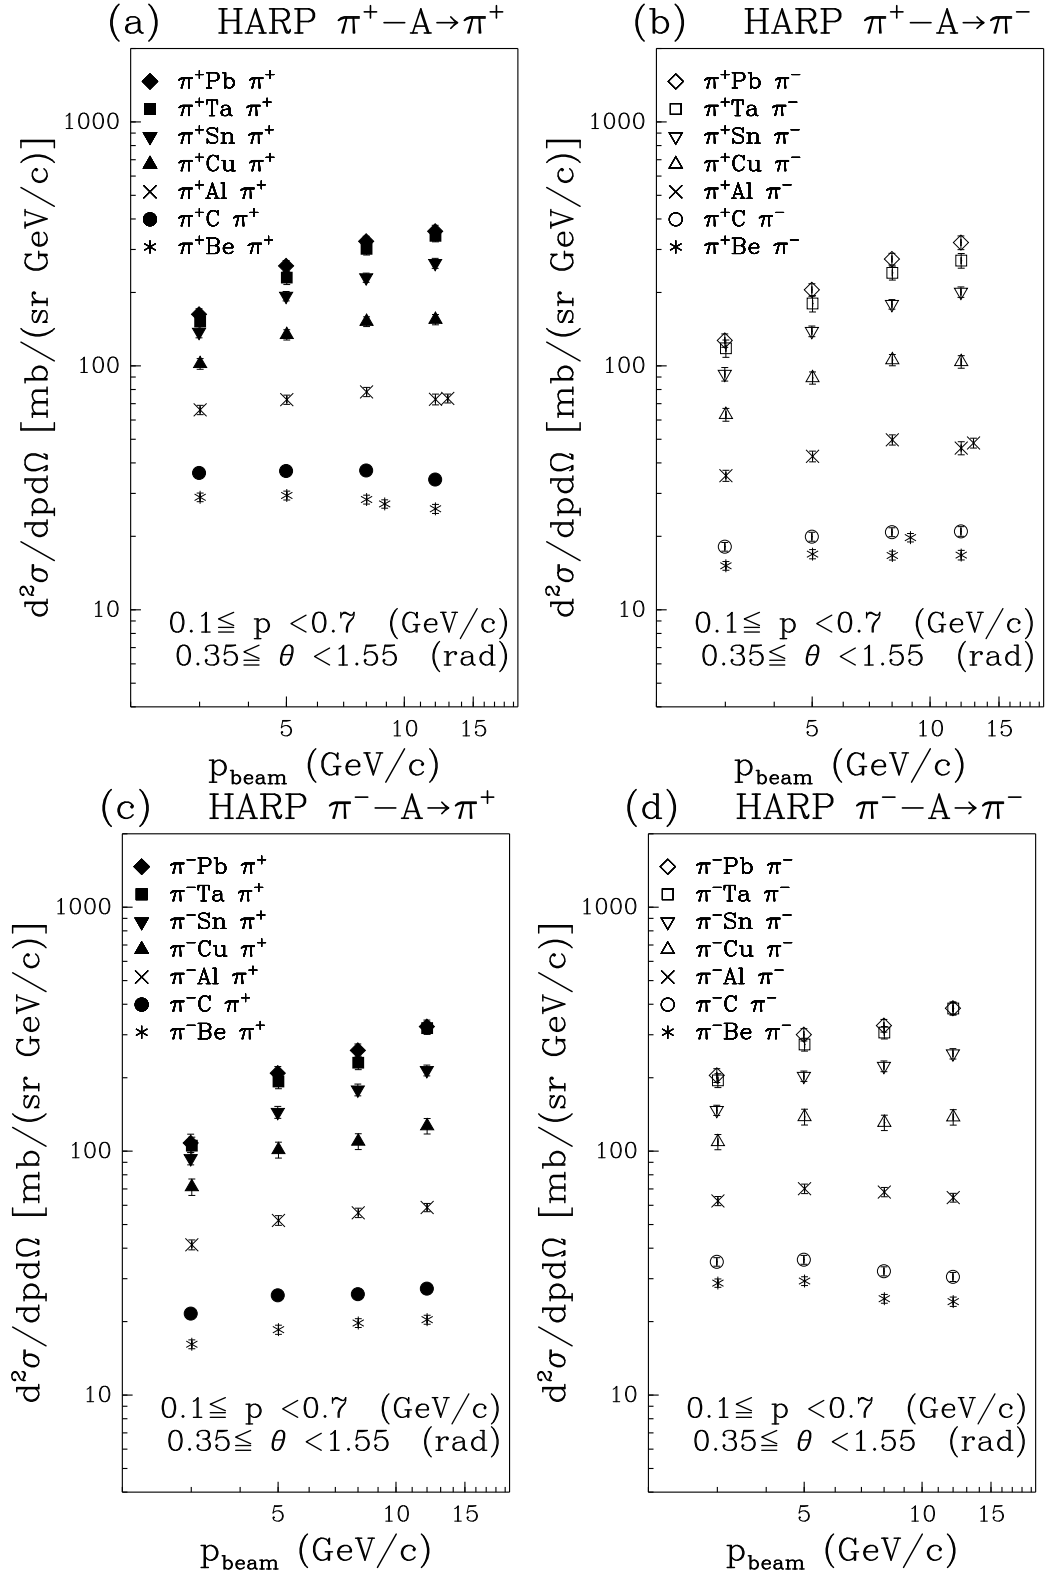 (a) HARP π⁺−A→π⁺
π⁺Pb π⁺
π⁺Ta π⁺
π⁺Sn π⁺
π⁺Cu π⁺
π⁺Al π⁺
π⁺C π⁺
π⁺Be π⁺
1000
100
10
d²σ/dpdΩ [mb/(sr GeV/c)]
0.1≦ p <0.7 (GeV/c)
0.35≦ θ <1.55 (rad)
5 10 15
p_beam (GeV/c)
(b) HARP π⁺−A→π⁻
π⁺Pb π⁻
π⁺Ta π⁻
π⁺Sn π⁻
π⁺Cu π⁻
π⁺Al π⁻
π⁺C π⁻
π⁺Be π⁻
1000
100
10
d²σ/dpdΩ [mb/(sr GeV/c)]
0.1≦ p <0.7 (GeV/c)
0.35≦ θ <1.55 (rad)
5 10 15
p_beam (GeV/c)
(c) HARP π⁻−A→π⁺
π⁻Pb π⁺
π⁻Ta π⁺
π⁻Sn π⁺
π⁻Cu π⁺
π⁻Al π⁺
π⁻C π⁺
π⁻Be π⁺
1000
100
10
d²σ/dpdΩ [mb/(sr GeV/c)]
0.1≦ p <0.7 (GeV/c)
0.35≦ θ <1.55 (rad)
5 10 15
p_beam (GeV/c)
(d) HARP π⁻−A→π⁻
π⁻Pb π⁻
π⁻Ta π⁻
π⁻Sn π⁻
π⁻Cu π⁻
π⁻Al π⁻
π⁻C π⁻
π⁻Be π⁻
1000
100
10
d²σ/dpdΩ [mb/(sr GeV/c)]
0.1≦ p <0.7 (GeV/c)
0.35≦ θ <1.55 (rad)
5 10 15
p_beam (GeV/c)